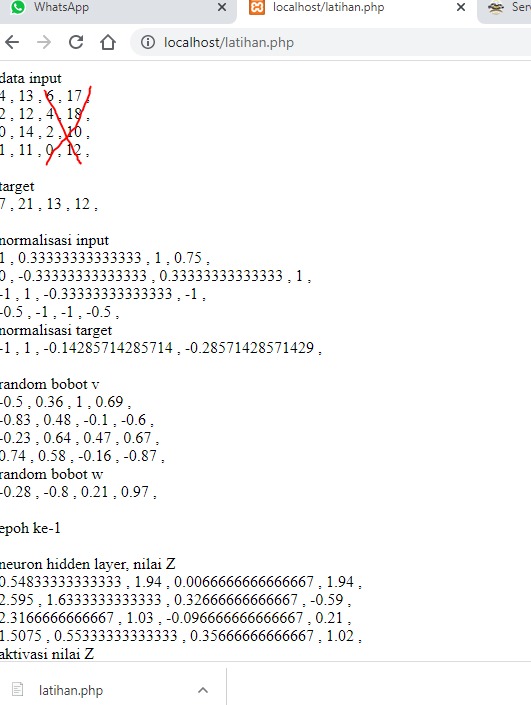 WhatsApp
localhost/latihan.php
Serv
localhost/latihan.php
data input
4 , 13 , 6 , 17 ,
2 , 12 , 4 , 18 ,
0 , 14 , 2 , 10 ,
1 , 11 , 0 , 12 ,
target
7 , 21 , 13 , 12 ,
normalisasi input
1 , 0.33333333333333 , 1 , 0.75 ,
0 , -0.33333333333333 , 0.33333333333333 , 1 ,
-1 , 1 , -0.33333333333333 , -1 ,
-0.5 , -1 , -1 , -0.5 ,
normalisasi target
-1 , 1 , -0.14285714285714 , -0.28571428571429 ,
random bobot v
-0.5 , 0.36 , 1 , 0.69 ,
-0.83 , 0.48 , -0.1 , -0.6 ,
-0.23 , 0.64 , 0.47 , 0.67 ,
0.74 , 0.58 , -0.16 , -0.87 ,
random bobot w
-0.28 , -0.8 , 0.21 , 0.97 ,
epoh ke-1
neuron hidden layer, nilai Z
0.54833333333333 , 1.94 , 0.0066666666666667 , 1.94 ,
2.595 , 1.6333333333333 , 0.32666666666667 , -0.59 ,
2.3166666666667 , 1.03 , -0.096666666666667 , 0.21 ,
1.5075 , 0.55333333333333 , 0.35666666666667 , 1.02 ,
aktivasi nilai Z
latihan.php